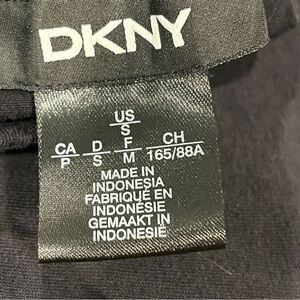 DKNY
US
S
CA D F CH
P S M 165/88A
MADE IN
INDONESIA
FABRIQUÉ EN
INDONÉSIE
GEMAAKT IN
INDONESIË